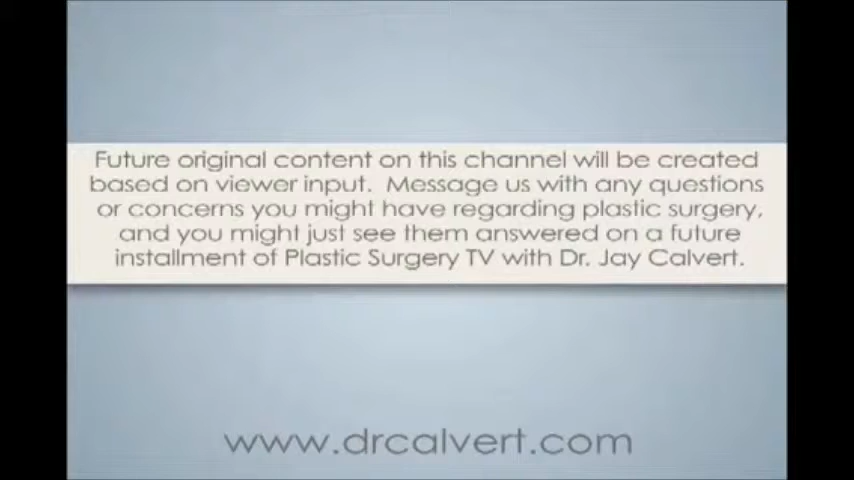 Future original content on this channel will be created
based on viewer input. Message us with any questions
or concerns you might have regarding plastic surgery,
and you might just see them answered on a future
installment of Plastic Surgery TV with Dr. Jay Calvert.
www.drcalvert.com